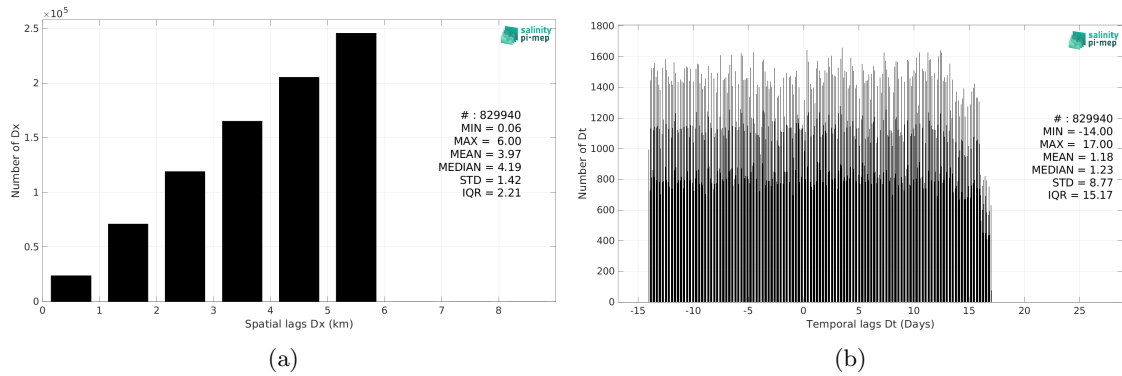 ×10⁵
2.5
2
1.5
1
0.5
0
0 1 2 3 4 5 6 7 8
Number of Dx
Spatial lags Dx (km)
salinity
pi-mep
# : 829940
MIN = 0.06
MAX = 6.00
MEAN = 3.97
MEDIAN = 4.19
STD = 1.42
IQR = 2.21
(a)
1800
1600
1400
1200
1000
800
600
400
200
0
-15 -10 -5 0 5 10 15 20 25
Number of Dt
Temporal lags Dt (Days)
salinity
pi-mep
# : 829940
MIN = -14.00
MAX = 17.00
MEAN = 1.18
MEDIAN = 1.23
STD = 8.77
IQR = 15.17
(b)